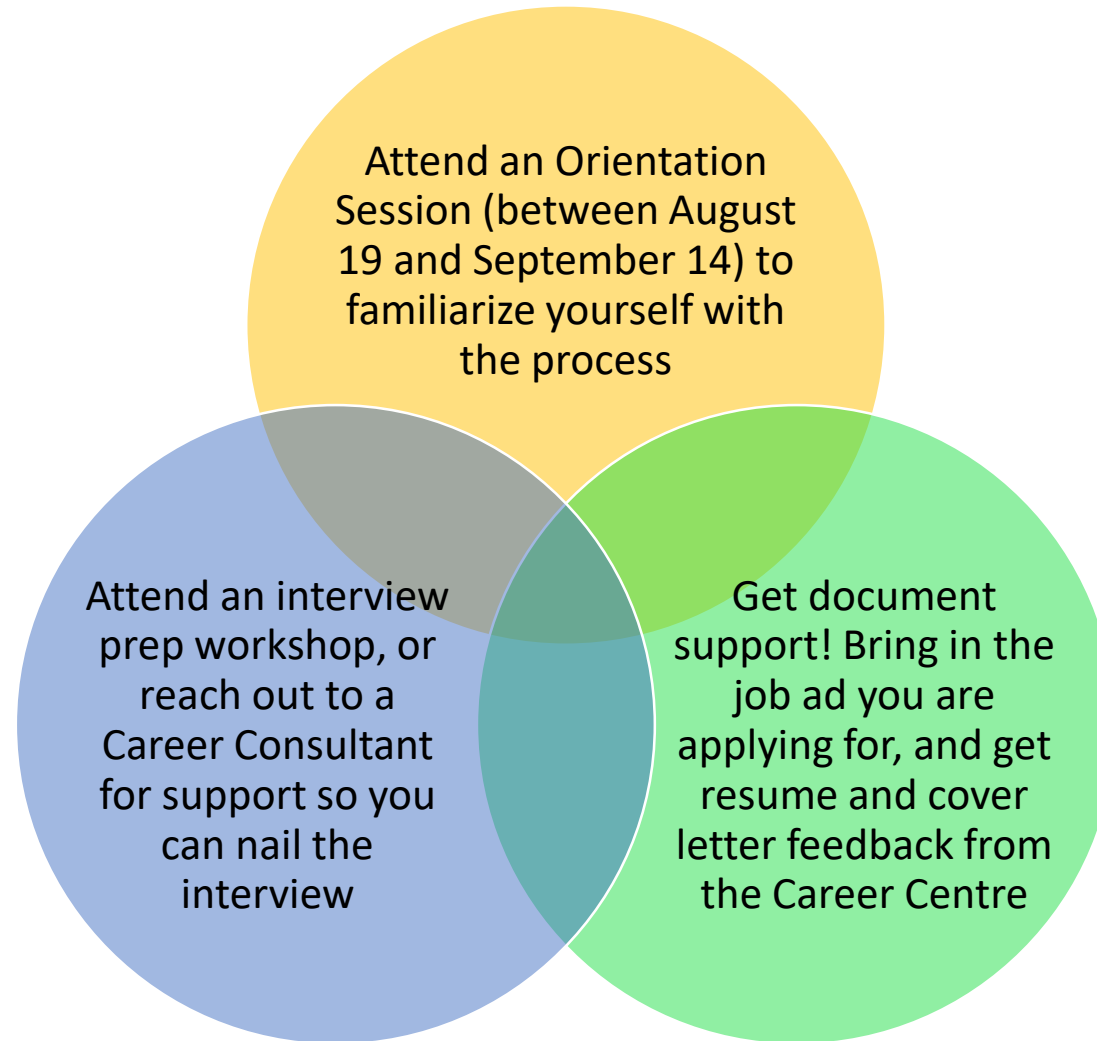 Attend an Orientation
Session (between August
19 and September 14) to
familiarize yourself with
the process
Attend an interview
prep workshop, or
reach out to a
Career Consultant
for support so you
can nail the
interview
Get document
support! Bring in the
job ad you are
applying for, and get
resume and cover
letter feedback from
the Career Centre